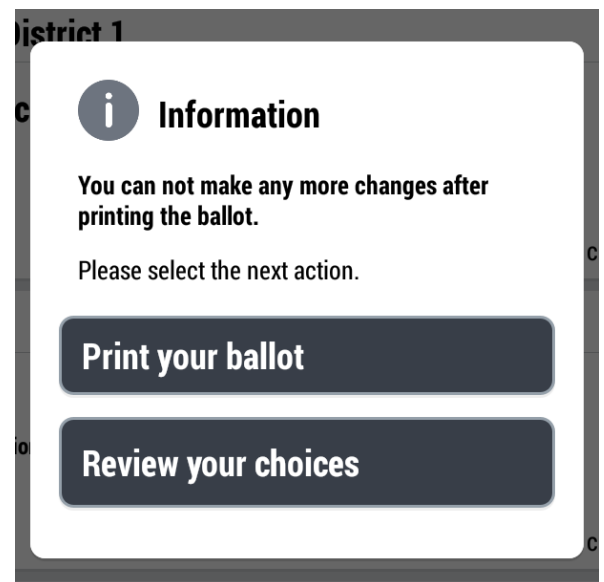 District 1
Information
You can not make any more changes after
printing the ballot.
Please select the next action.
Print your ballot
Review your choices